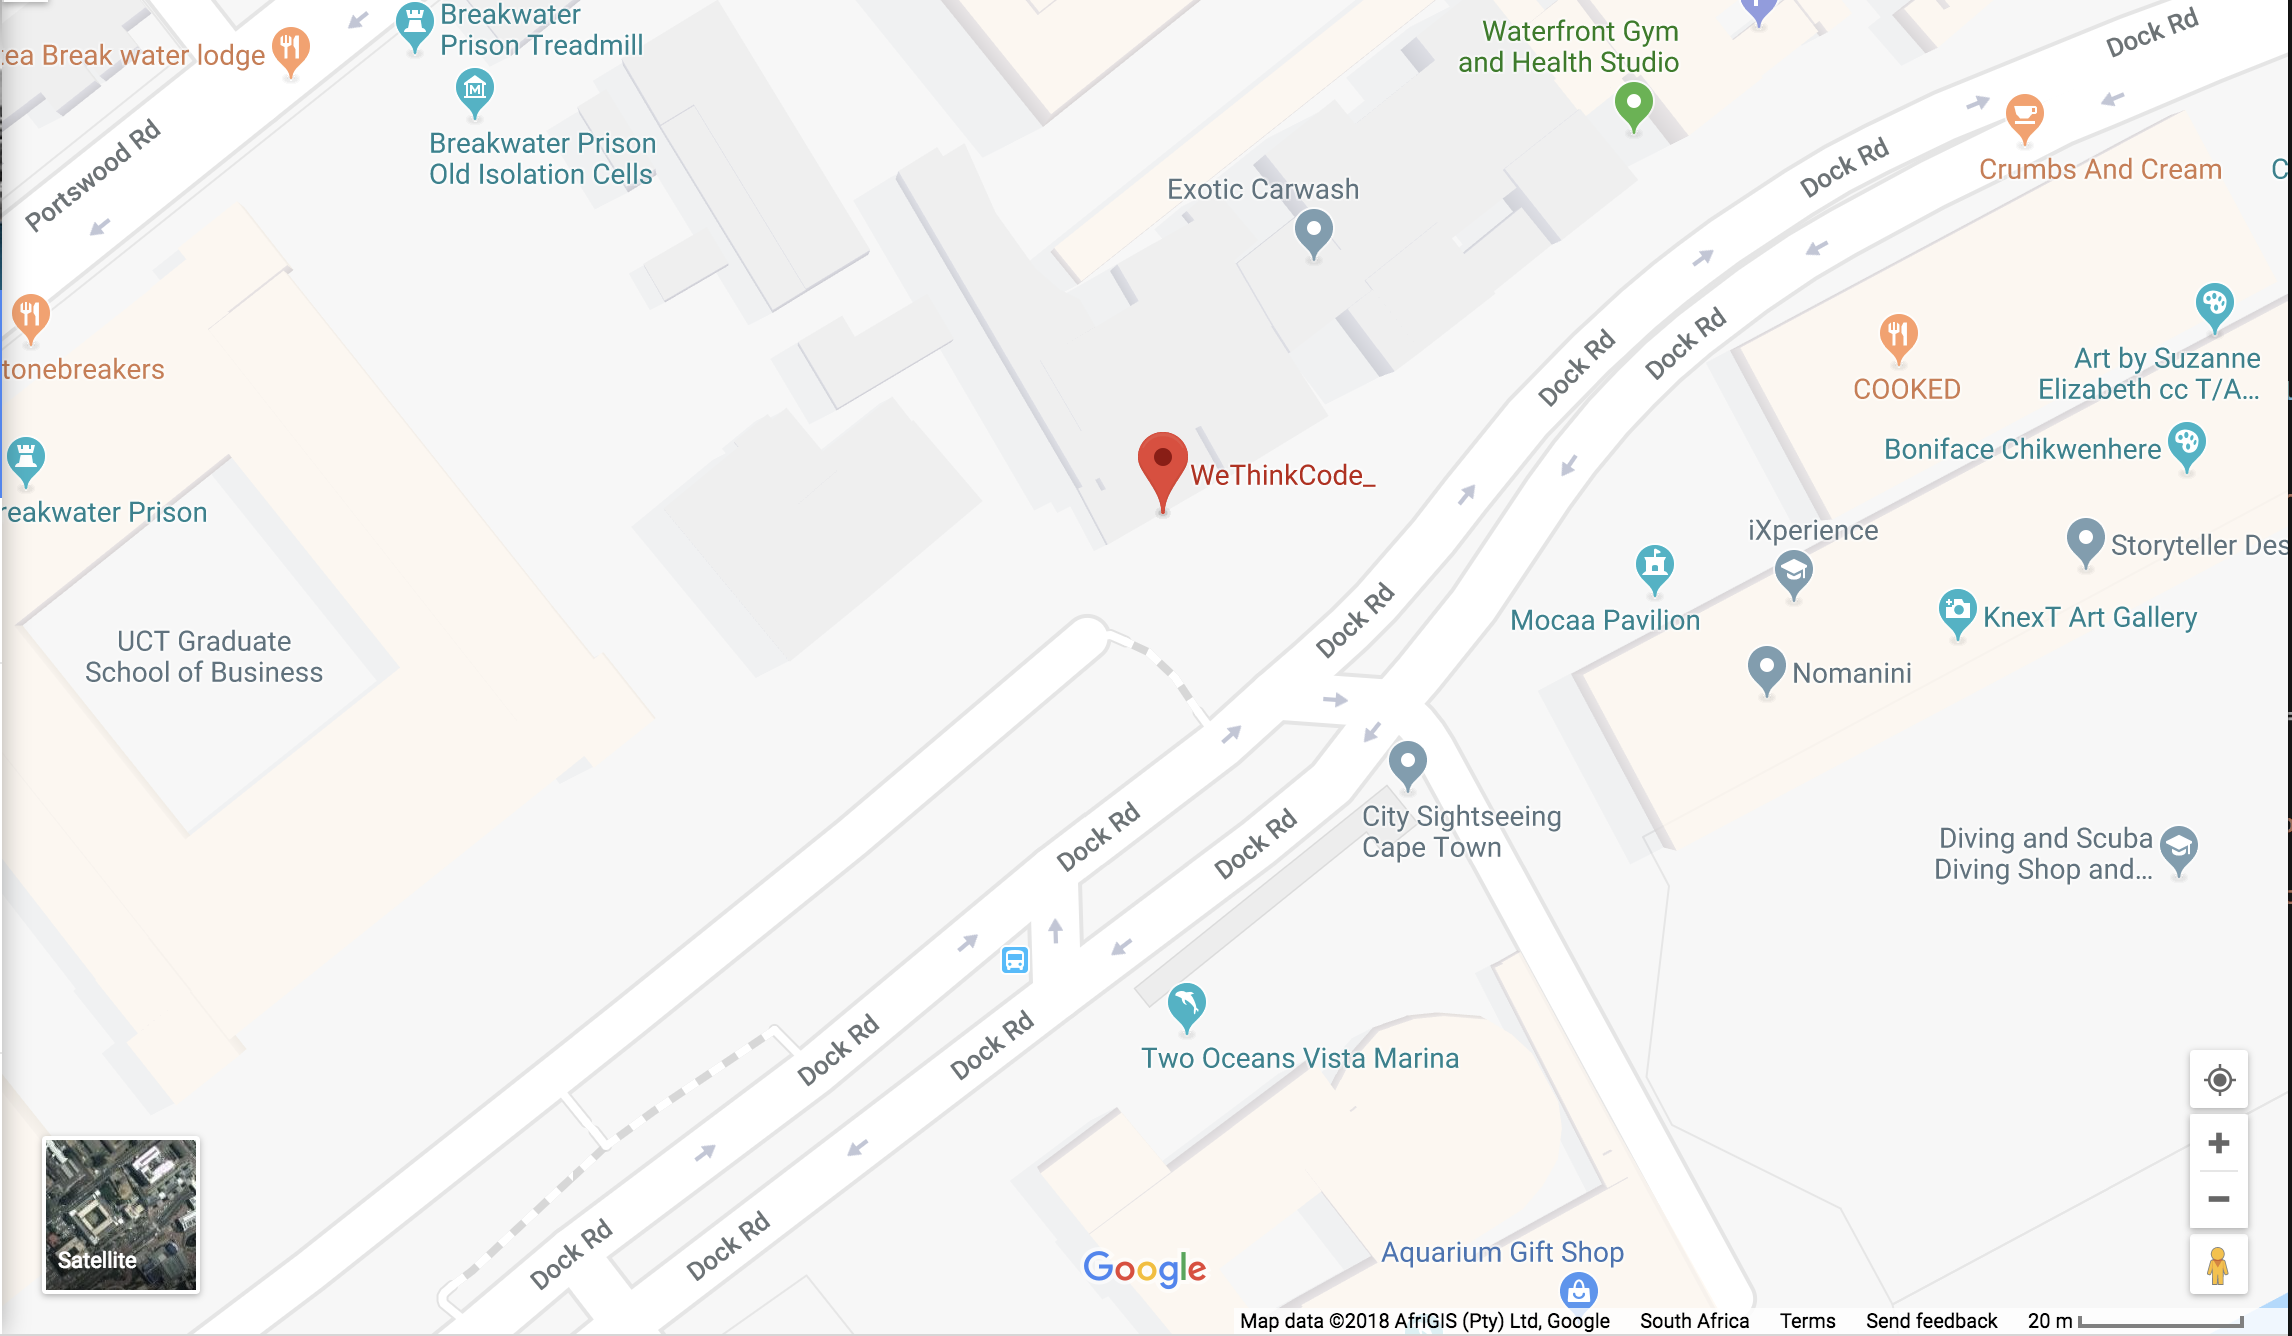 Breakwater
Prison Treadmill
ea Break water lodge
Breakwater Prison
Old Isolation Cells
Portswood Rd
Waterfront Gym
and Health Studio
Dock Rd
Exotic Carwash
Dock Rd
Crumbs And Cream
C
Dock Rd
Dock Rd
tonebreakers
COOKED
Art by Suzanne
Elizabeth cc T/A...
Boniface Chikwenhere
WeThinkCode_
reakwater Prison
iXperience
Storyteller Des
Dock Rd
Mocaa Pavilion
KnexT Art Gallery
UCT Graduate
School of Business
Nomanini
Dock Rd
Dock Rd
City Sightseeing
Cape Town
Diving and Scuba
Diving Shop and...
Dock Rd
Dock Rd
Two Oceans Vista Marina
Dock Rd
Dock Rd
Satellite
Google
Aquarium Gift Shop
Map data ©2018 AfriGIS (Pty) Ltd, Google South Africa Terms Send feedback 20 m